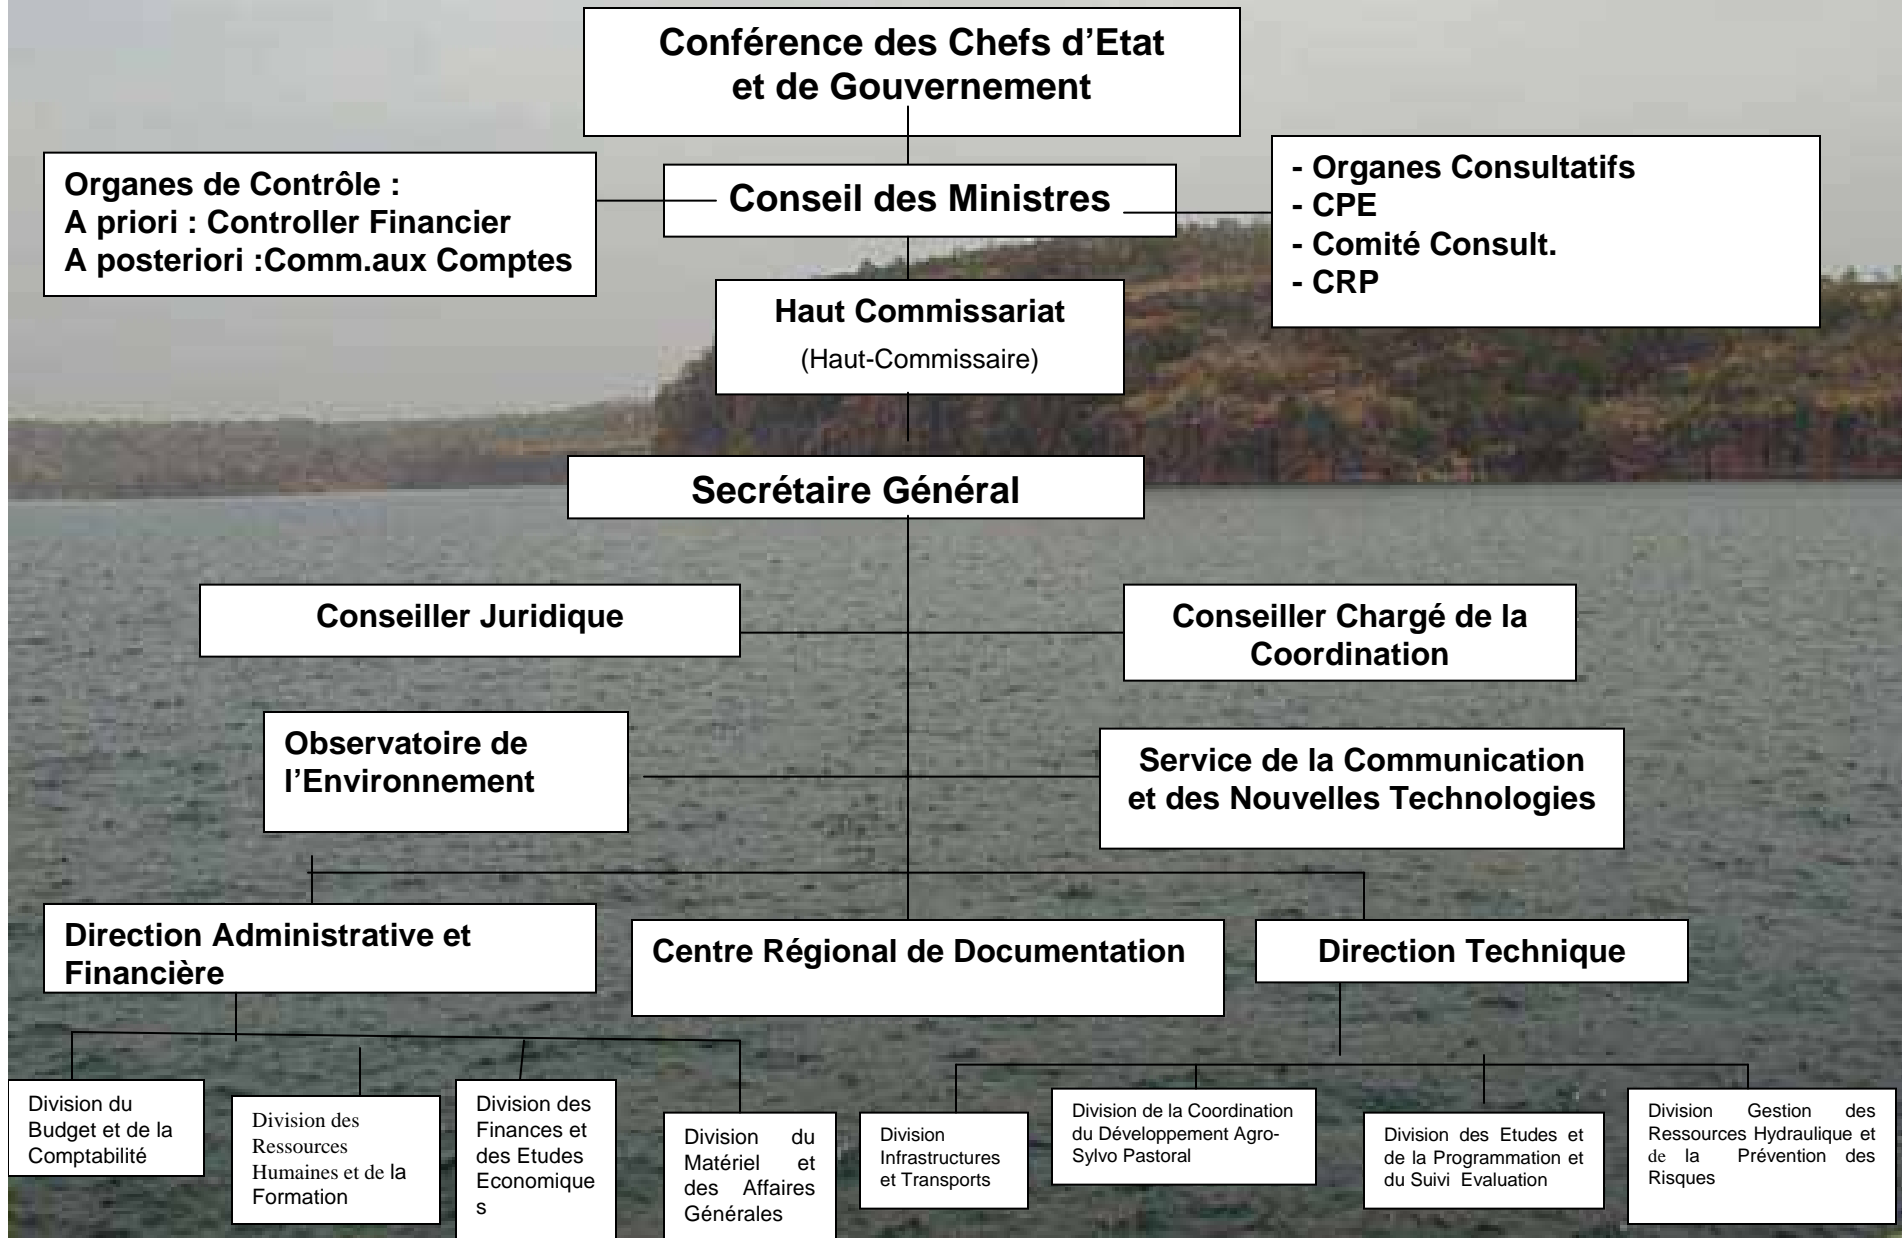 Conférence des Chefs d’Etat
et de Gouvernement
Organes de Contrôle :
A priori : Controller Financier
A posteriori :Comm.aux Comptes
Conseil des Ministres
- Organes Consultatifs
- CPE
- Comité Consult.
- CRP
Haut Commissariat
(Haut-Commissaire)
Secrétaire Général
Conseiller Juridique
Conseiller Chargé de la
Coordination
Observatoire de
l’Environnement
Service de la Communication
et des Nouvelles Technologies
Direction Administrative et
Financière
Centre Régional de Documentation
Direction Technique
Division du
Budget et de la
Comptabilité
Division des
Ressources
Humaines et de la
Formation
Division des
Finances et
des Etudes
Economique
s
Division du
Matériel et
des Affaires
Générales
Division
Infrastructures
et Transports
Division de la Coordination
du Développement Agro-
Sylvo Pastoral
Division des Etudes et
de la Programmation et
du Suivi Evaluation
Division Gestion des
Ressources Hydraulique et
de la Prévention des
Risques